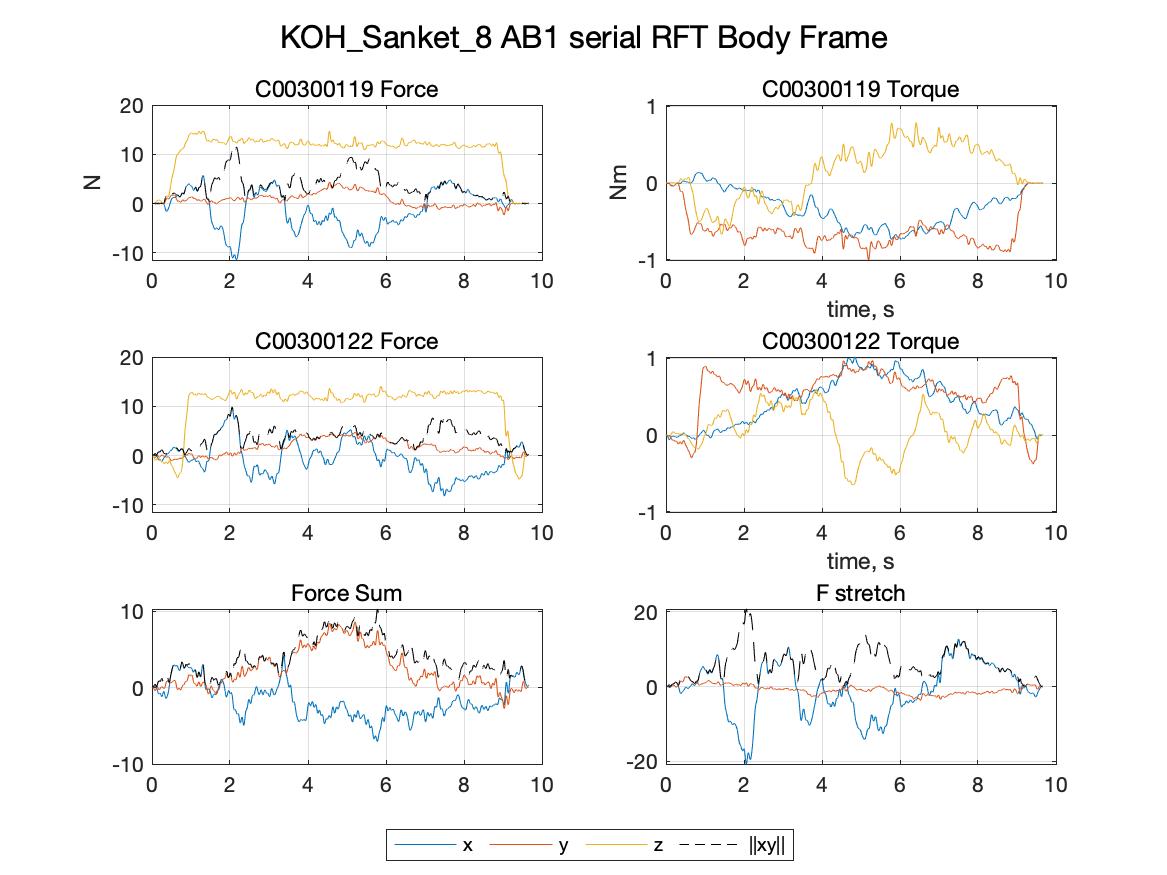 KOH_Sanket_8 AB1 serial RFT Body Frame
C00300119 Force
20
10
0
-10
N
0 2 4 6 8 10
C00300119 Torque
1
0
-1
Nm
0 2 4 6 8 10
time, s
C00300122 Force
20
10
0
-10
0 2 4 6 8 10
C00300122 Torque
1
0
-1
0 2 4 6 8 10
time, s
Force Sum
10
0
-10
0 2 4 6 8 10
F stretch
20
0
-20
0 2 4 6 8 10
x y z ||xy||